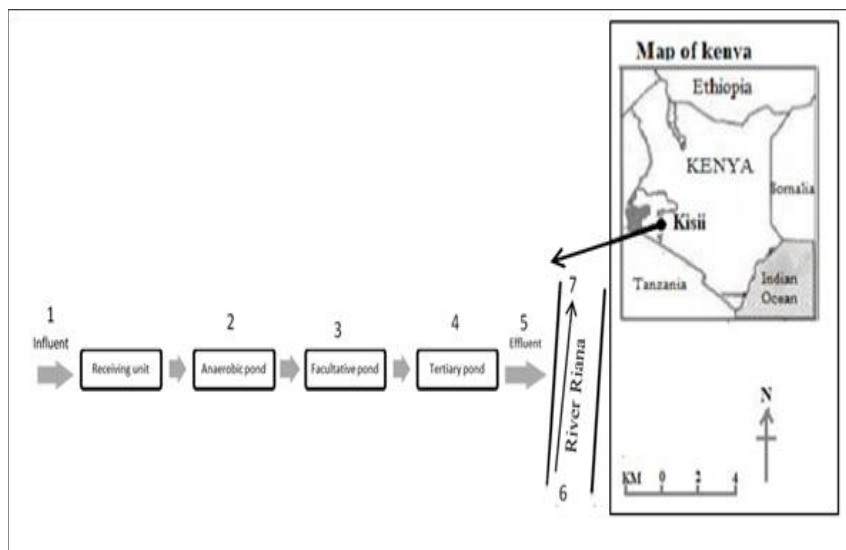 1
Influent
Receiving unit
2
Anaerobic pond
3
Facultative pond
4
Tertiary pond
5
Effluent
7
River Riana
6
Map of kenya
Ethiopia
KENYA
Somalia
Kisii
Tanzania
Indian
Ocean
N
KM 0 2 4